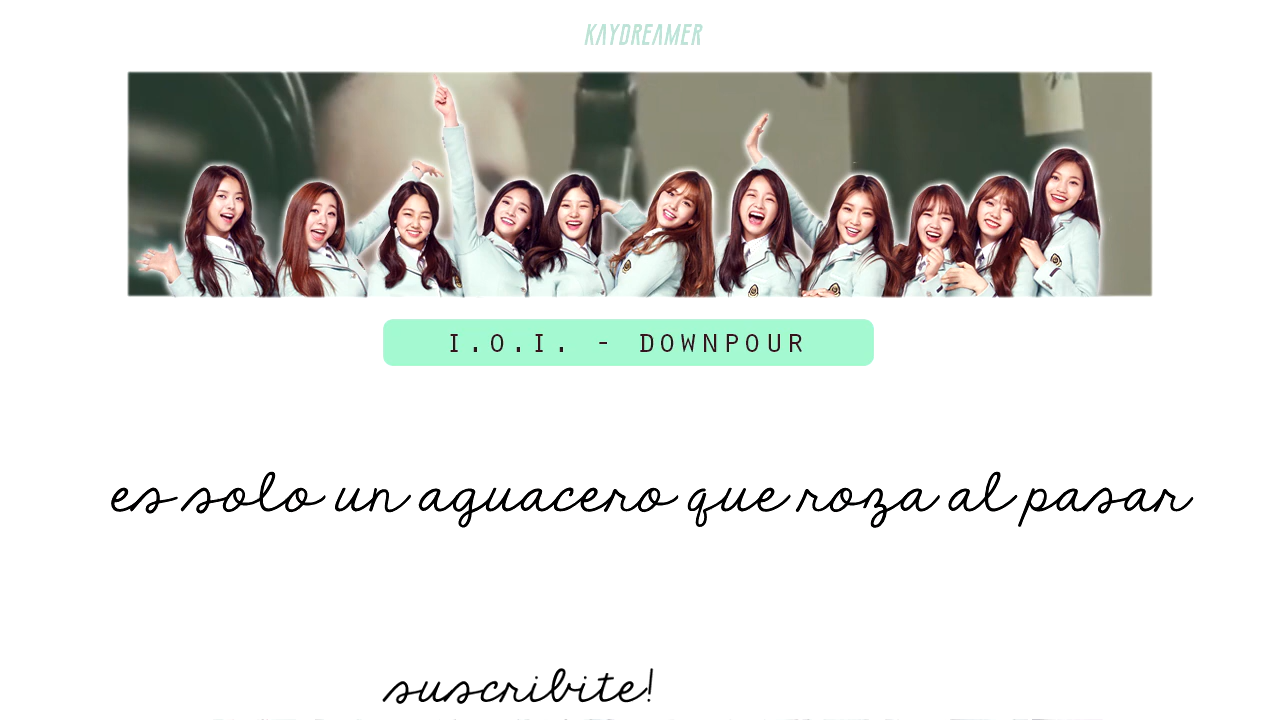 KAYDREAMER
I.O.I. - DOWNPOUR
es solo un aguacero que roza al pasar
suscribite!